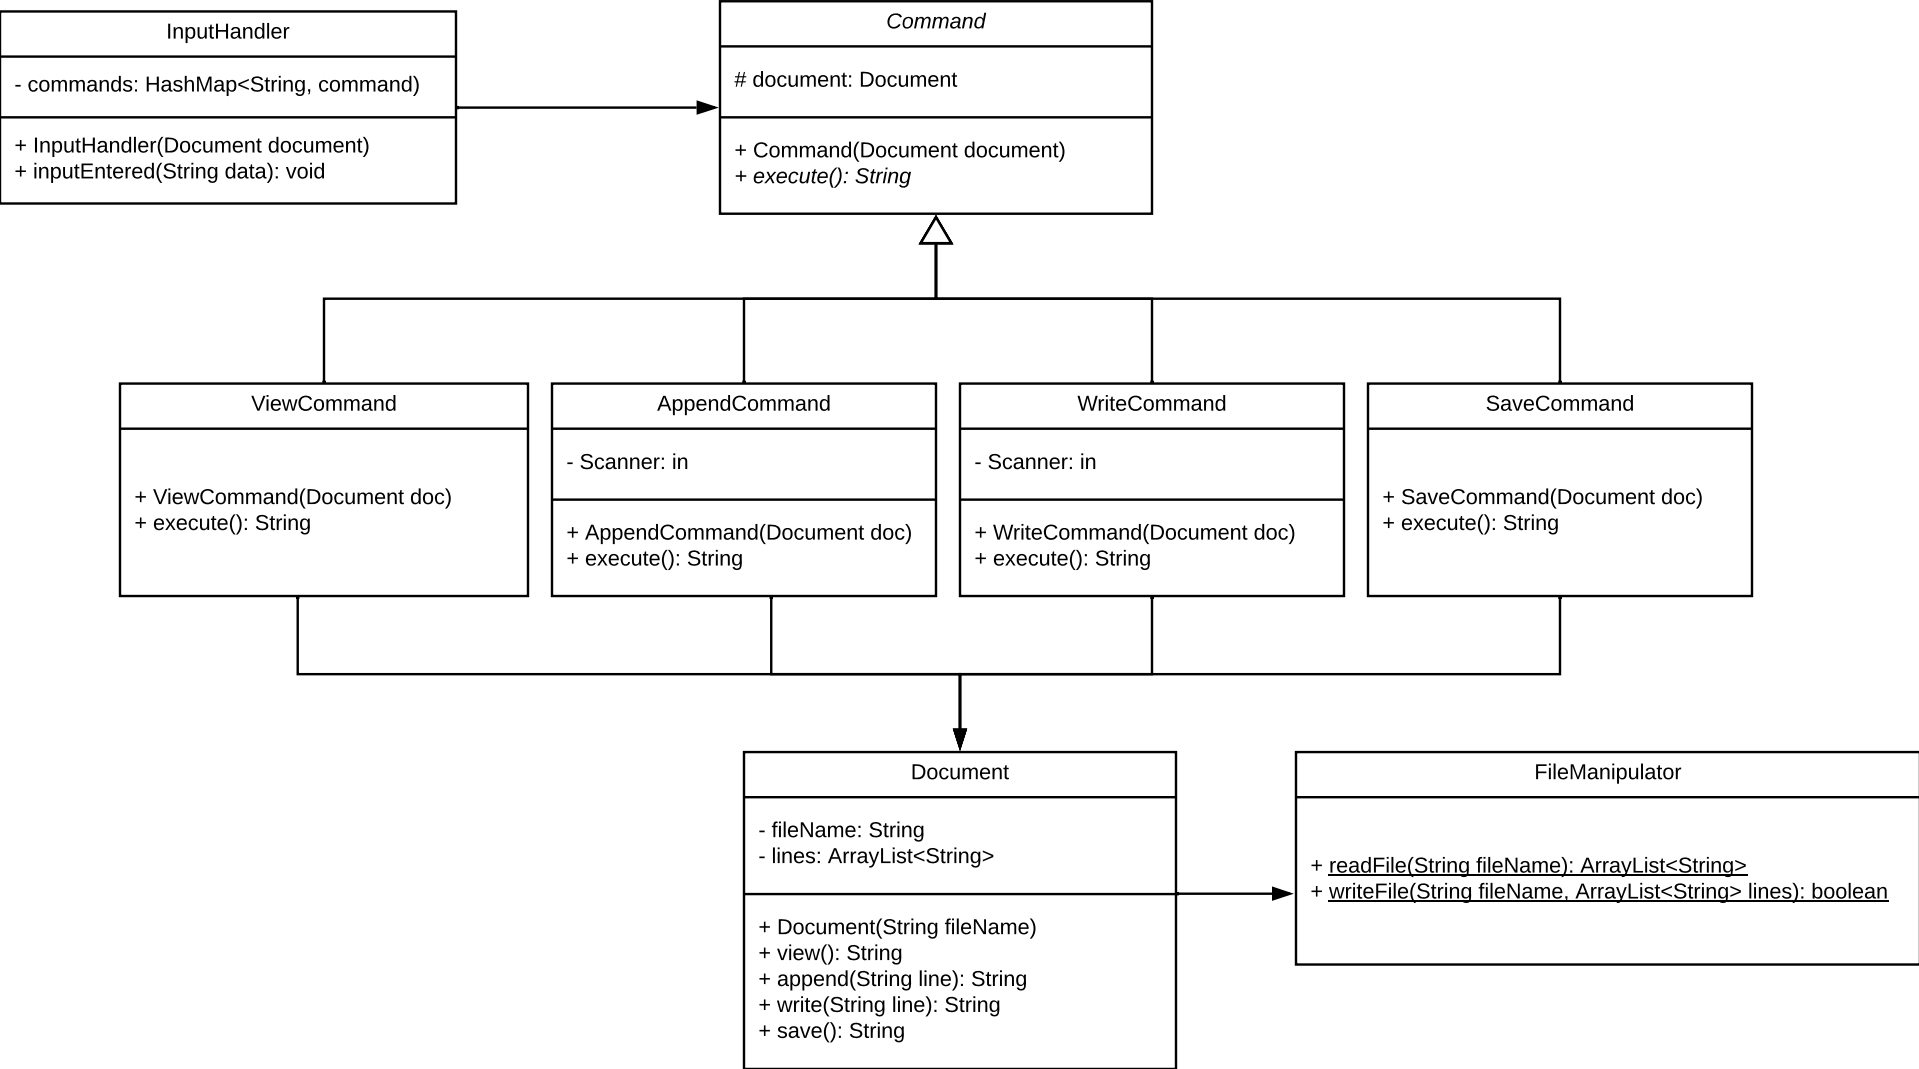 InputHandler
- commands: HashMap<String, command)
+ InputHandler(Document document)
+ inputEntered(String data): void
Command
# document: Document
+ Command(Document document)
+ execute(): String
ViewCommand
+ ViewCommand(Document doc)
+ execute(): String
AppendCommand
- Scanner: in
+ AppendCommand(Document doc)
+ execute(): String
WriteCommand
- Scanner: in
+ WriteCommand(Document doc)
+ execute(): String
SaveCommand
+ SaveCommand(Document doc)
+ execute(): String
Document
- fileName: String
- lines: ArrayList<String>
+ Document(String fileName)
+ view(): String
+ append(String line): String
+ write(String line): String
+ save(): String
FileManipulator
+ readFile(String fileName): ArrayList<String>
+ writeFile(String fileName, ArrayList<String> lines): boolean